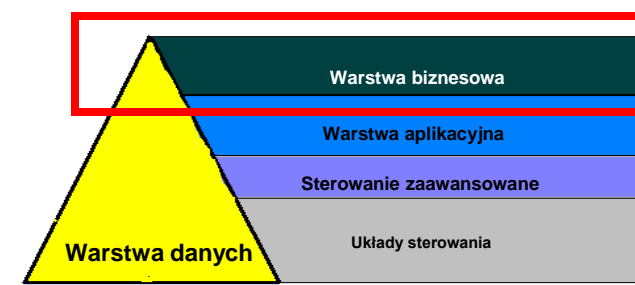 Warstwa biznesowa
Warstwa aplikacyjna
Sterowanie zaawansowane
Układy sterowania
Warstwa danych